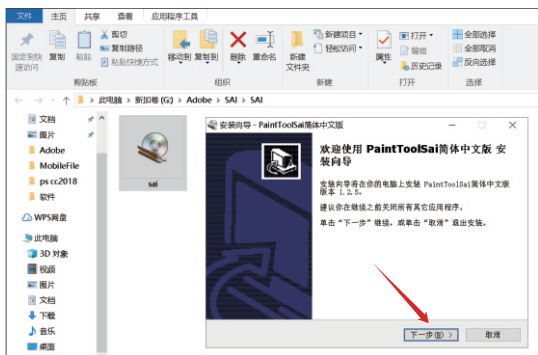 文件 主页 共享 查看 应用程序工具
固定到快速访问
复制
粘贴
剪切
复制路径
粘贴快捷方式
移动到 复制到 删除 重命名
新建
文件夹
新建项目
轻松访问
属性
打开
编辑
历史记录
全部选择
全部取消
反向选择
剪贴板 组织 新建 打开 选择
此电脑 > 新加卷 (G:) > Adobe > SAI > SAI
文档
图片
Adobe
MobileFile
ps cc2018
软件
WPS网盘
此电脑
3D 对象
视频
图片
文档
下载
音乐
桌面
sai
安装向导 - PaintToolSai简体中文版
欢迎使用 PaintToolSai简体中文版 安
装向导
安装向导将在你的电脑上安装 PaintToolSai简体中文版
版本 1.2.5。
建议你在继续之前关闭所有其它应用程序。
单击“下一步”继续,或单击“取消”退出安装。
下一步(N) > 取消